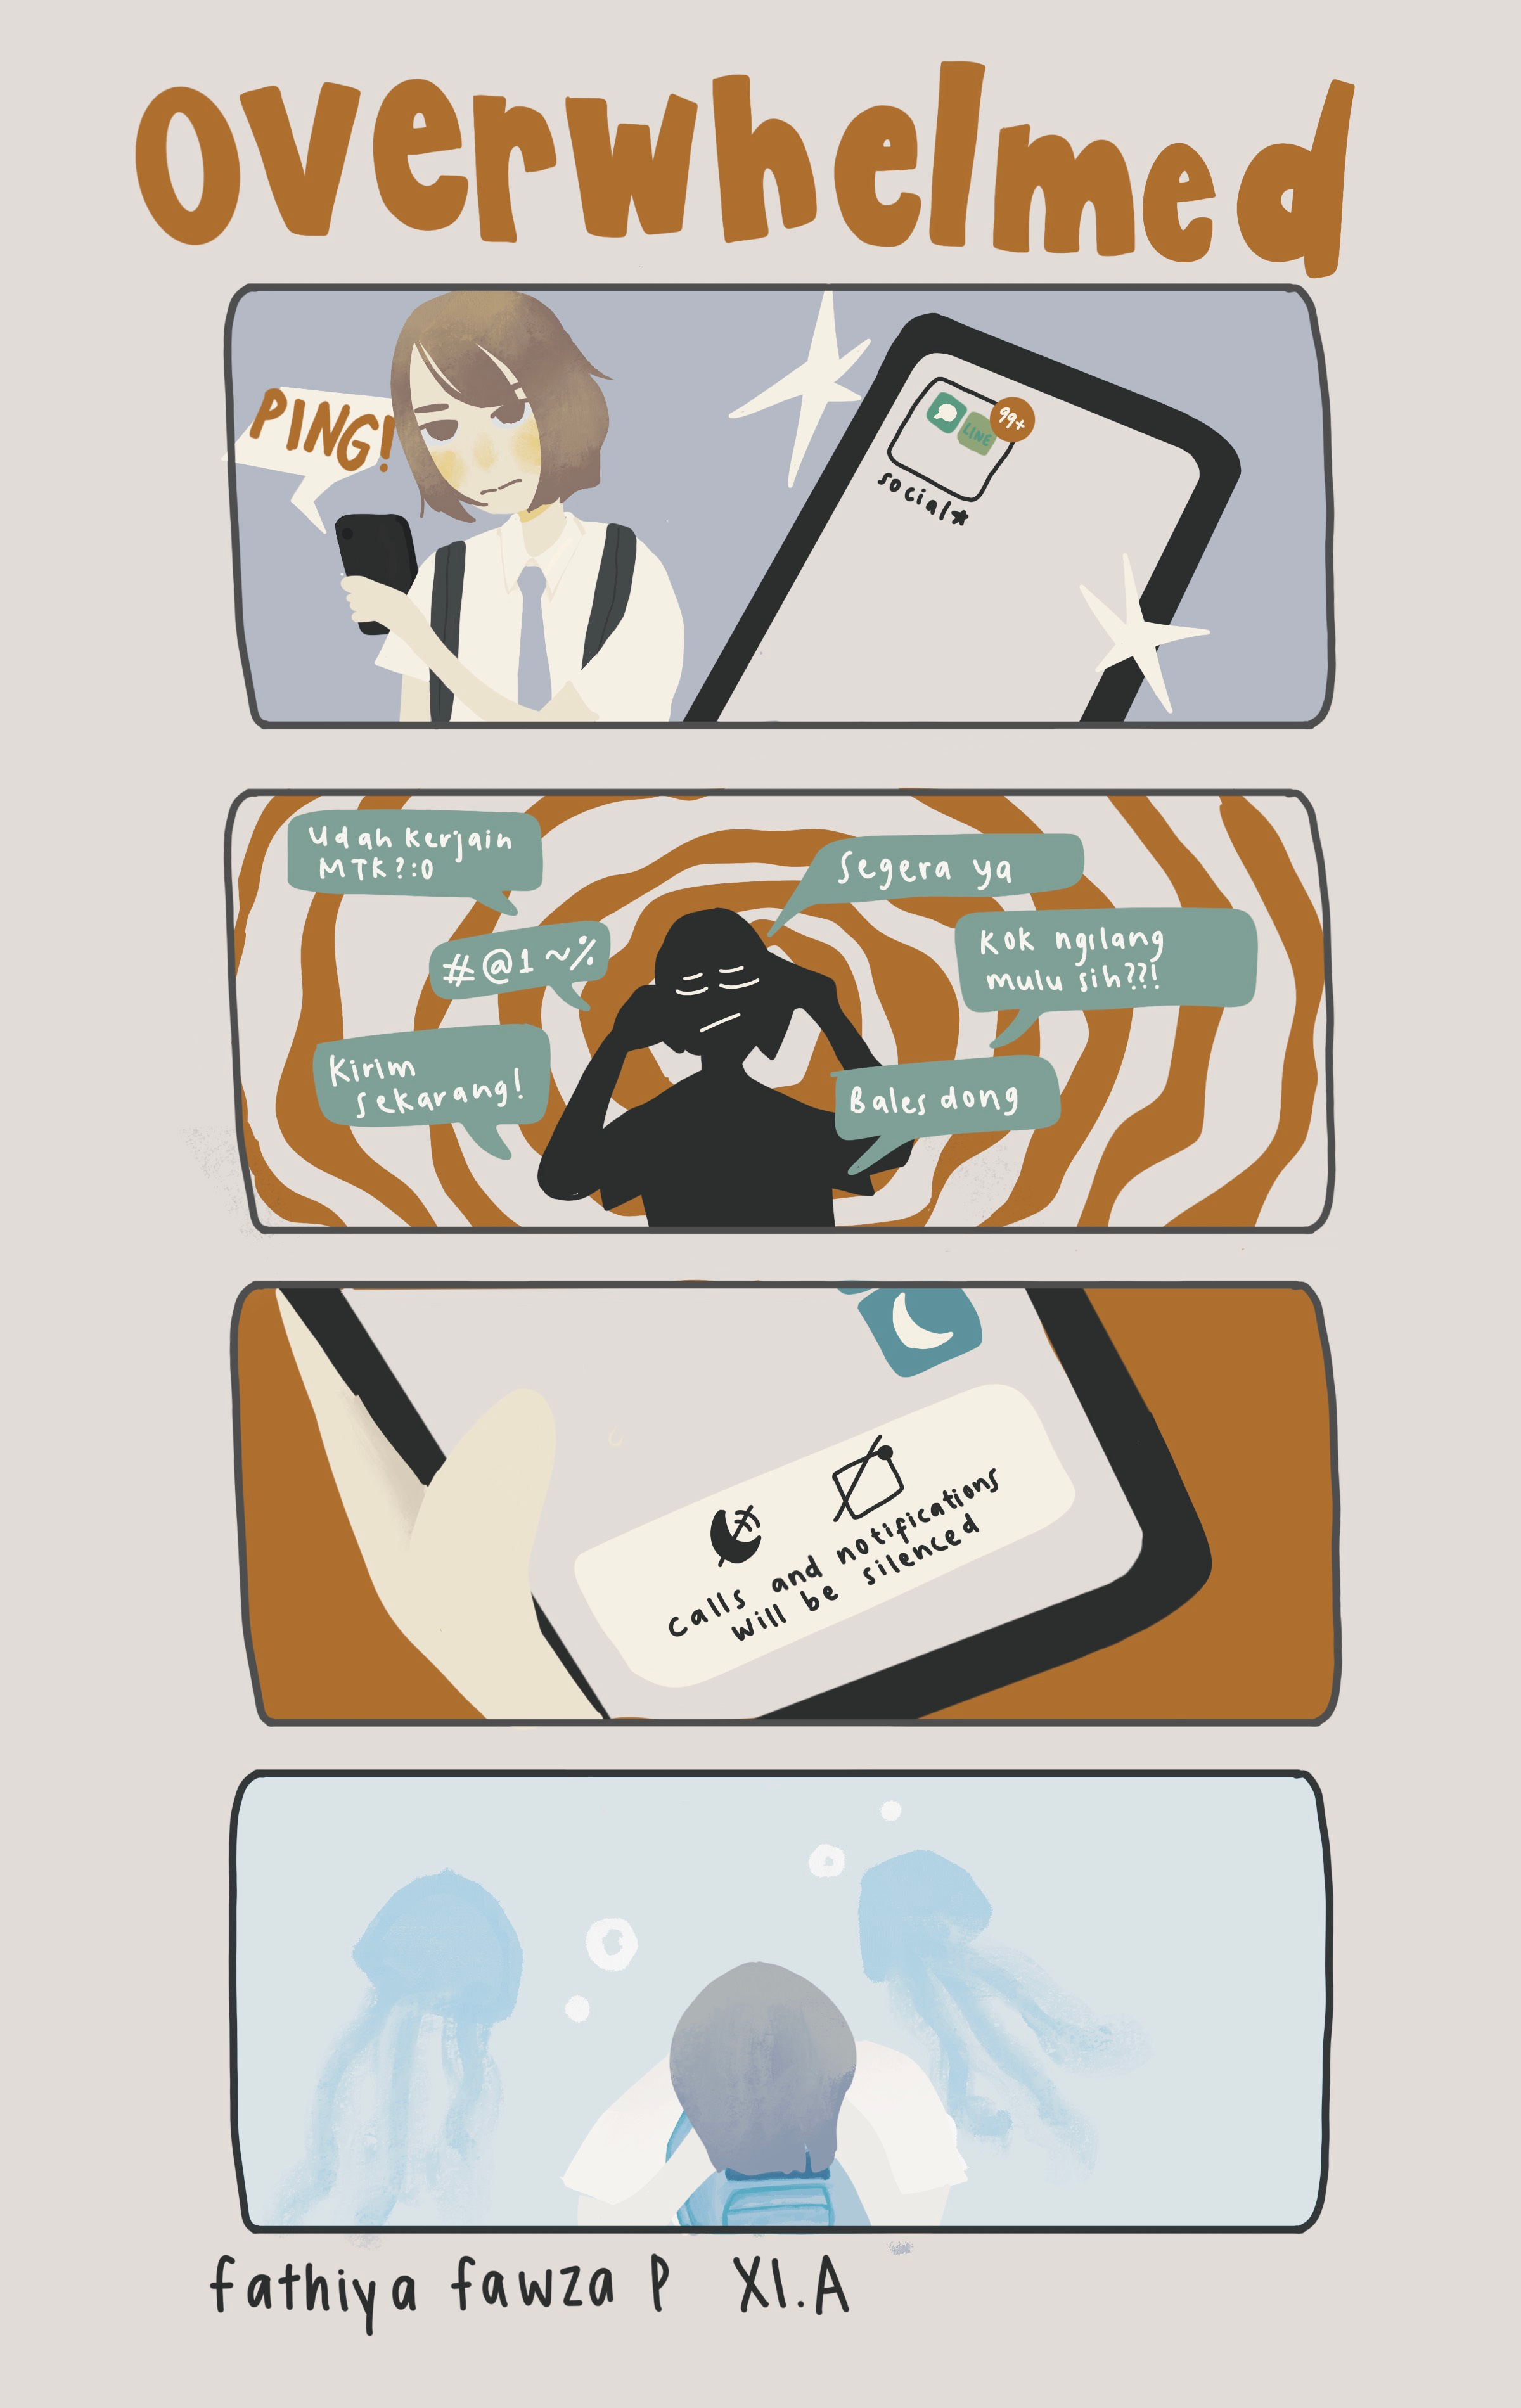 Overwhelmed
PING!
LINE
99+
social★
Udah kerjain
MTK?:0
Segera ya
#@1~%
Kok ngilang
mulu sih??!
Kirim
sekarang!
Bales dong
calls and notifications
will be silenced
fathiya fawza P XI.A